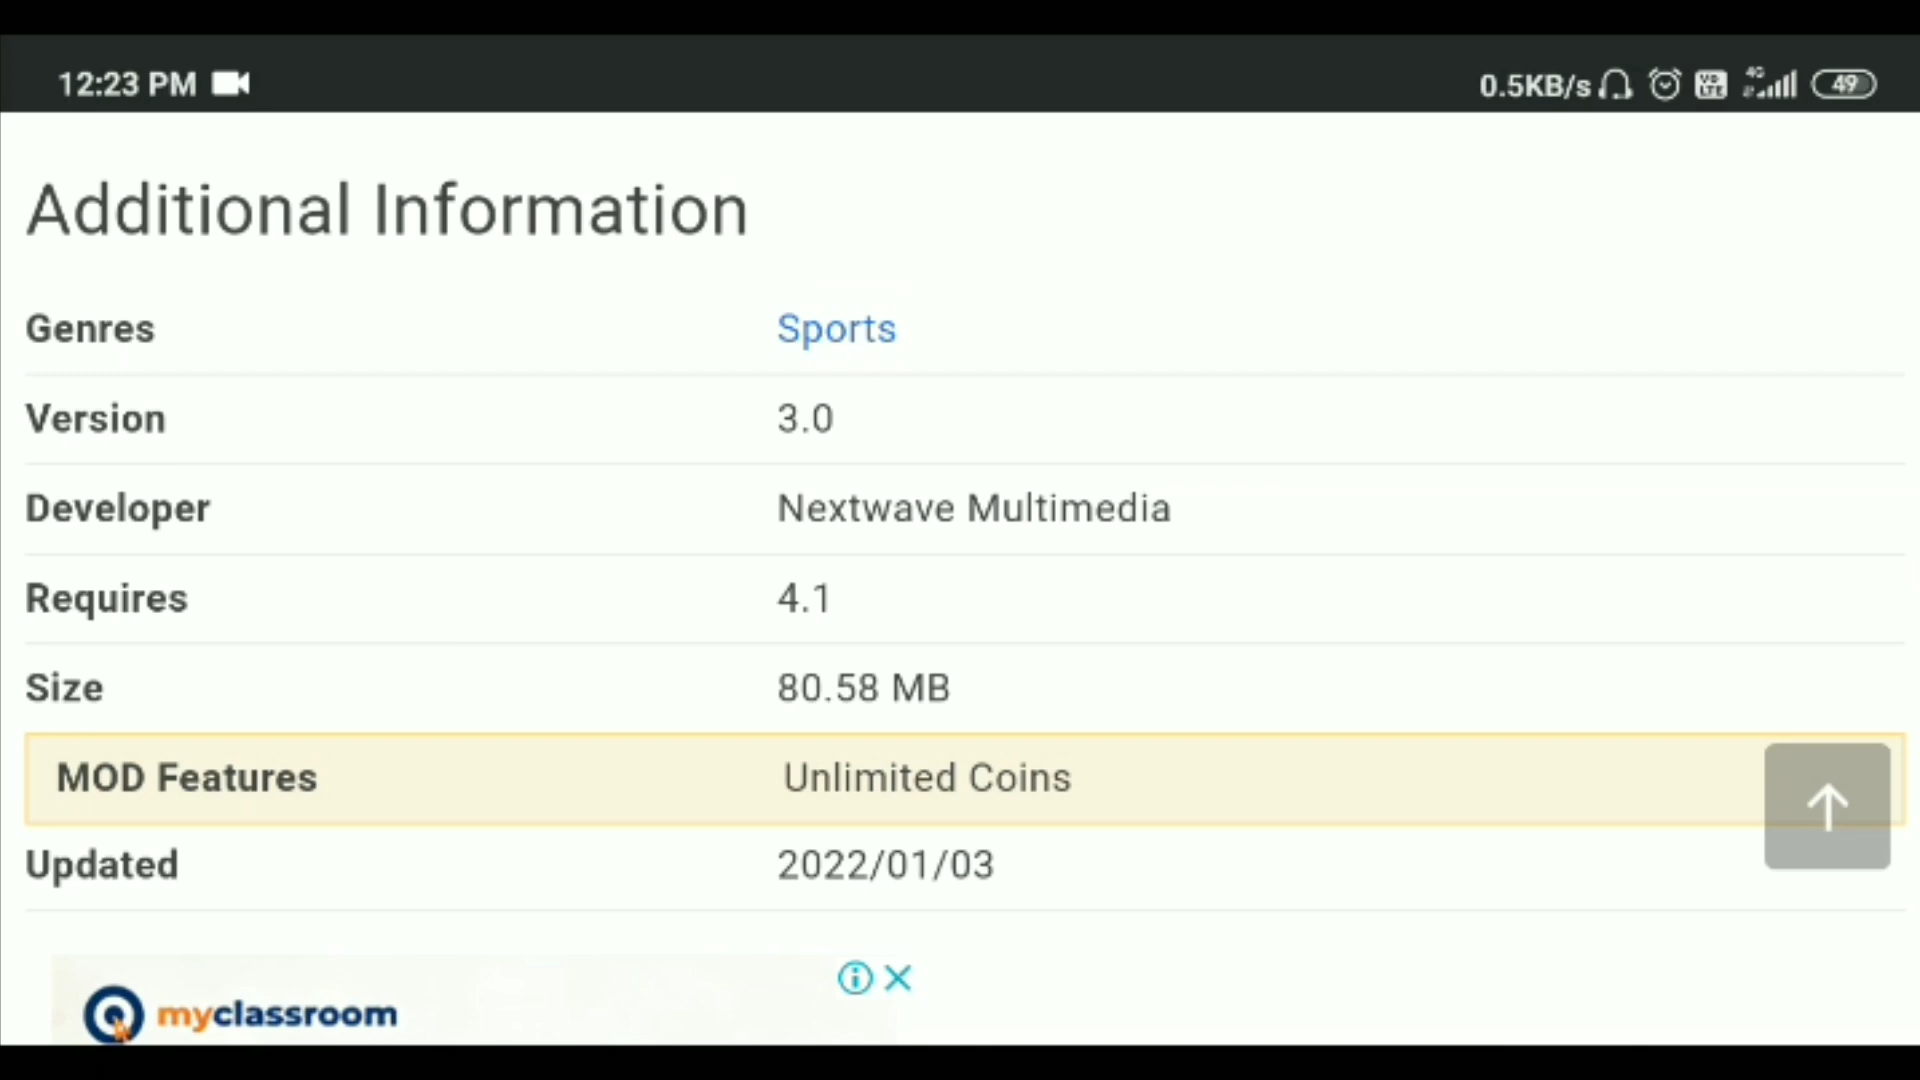 12:23 PM 0.5KB/s 4G 49
Additional Information
Genres Sports
Version 3.0
Developer Nextwave Multimedia
Requires 4.1
Size 80.58 MB
MOD Features Unlimited Coins
Updated 2022/01/03
myclassroom